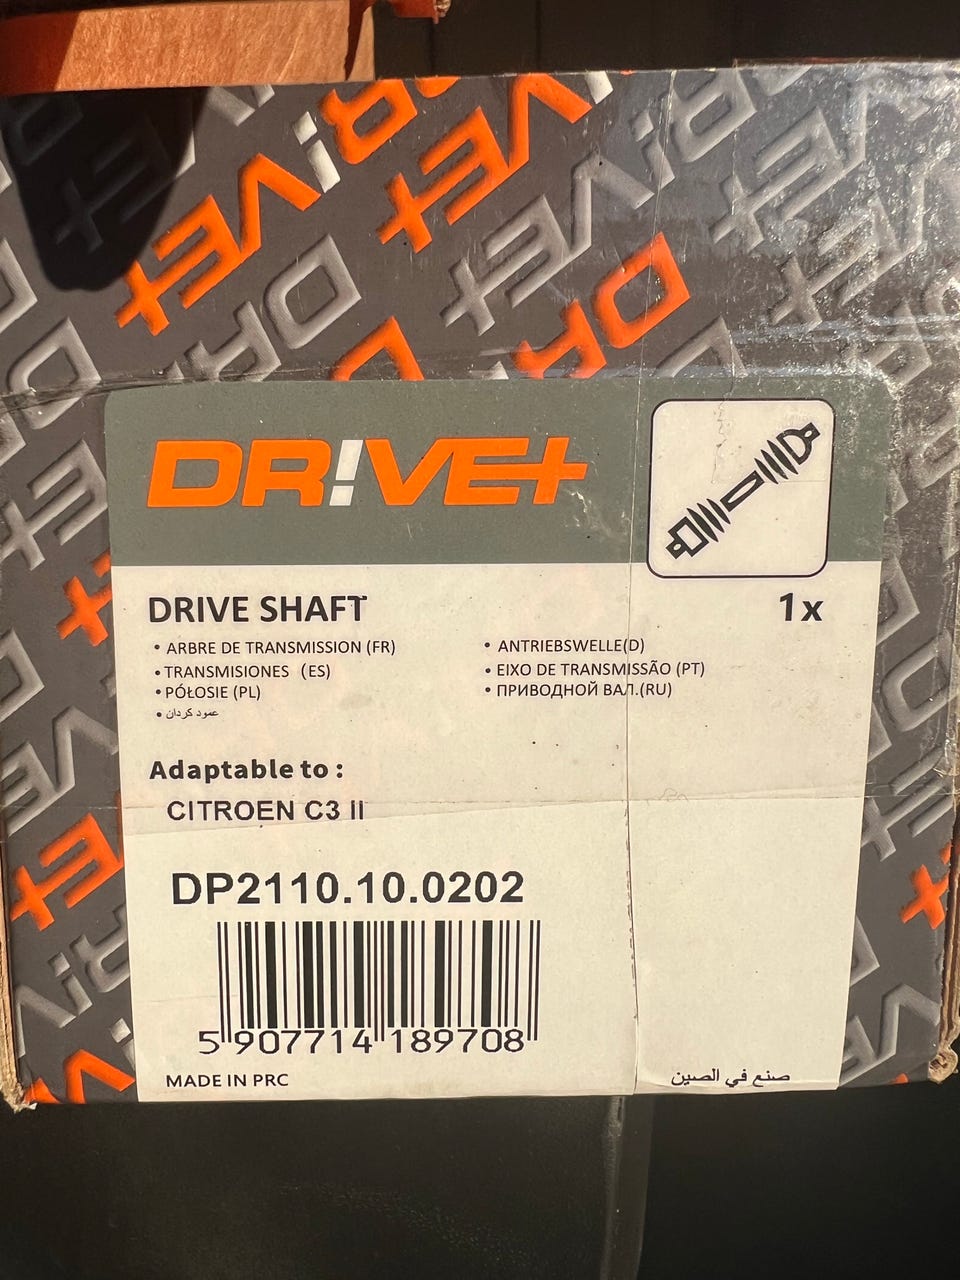 DR!VE+
DRIVE SHAFT
1x
• ARBRE DE TRANSMISSION (FR)
• ANTRIEBSWELLE(D)
• TRANSMISIONES (ES)
• EIXO DE TRANSMISSÃO (PT)
• PÓŁOSIE (PL)
• ПРИВОДНОЙ ВАЛ.(RU)
• عمود كردان
Adaptable to :
CITROEN C3 II
DP2110.10.0202
5 907714 189708
MADE IN PRC
صنع في الصين